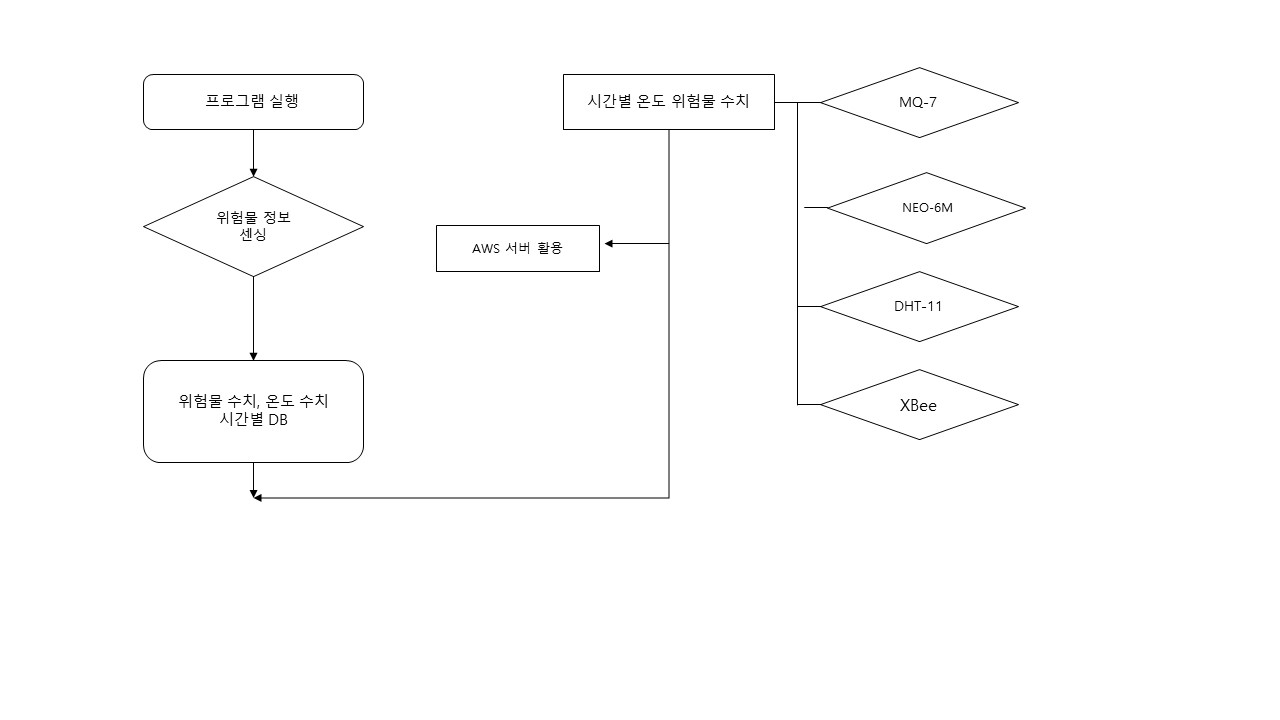 프로그램 실행
위험물 정보
센싱
위험물 수치, 온도 수치
시간별 DB
시간별 온도 위험물 수치
AWS 서버 활용
MQ-7
NEO-6M
DHT-11
XBee